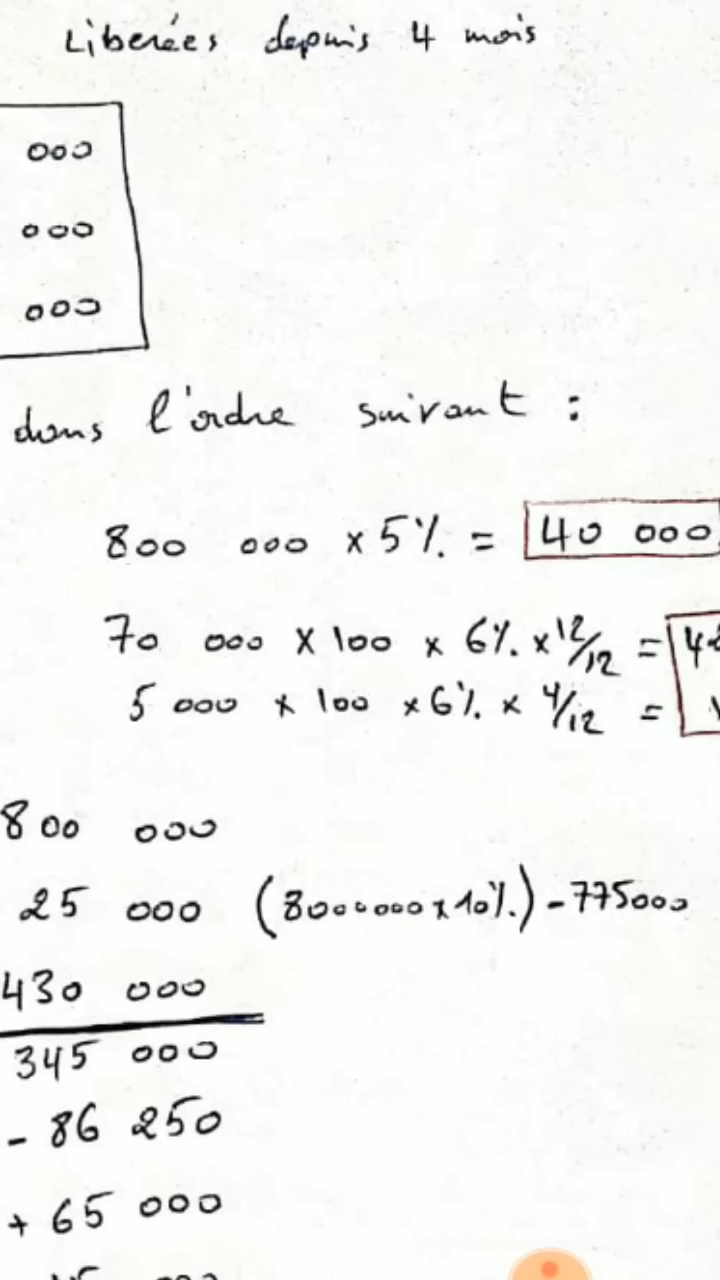 Liberées depuis 4 mois
000
000
000
dans l'ordre suivant :
800 000 x 5% = 40 000
70 000 x 100 x 6% x 12/12 =
5 000 x 100 x 6% x 4/12 =
800 000
25 000 (8000000 x 10%) - 775000
430 000
345 000
- 86 250
+ 65 000